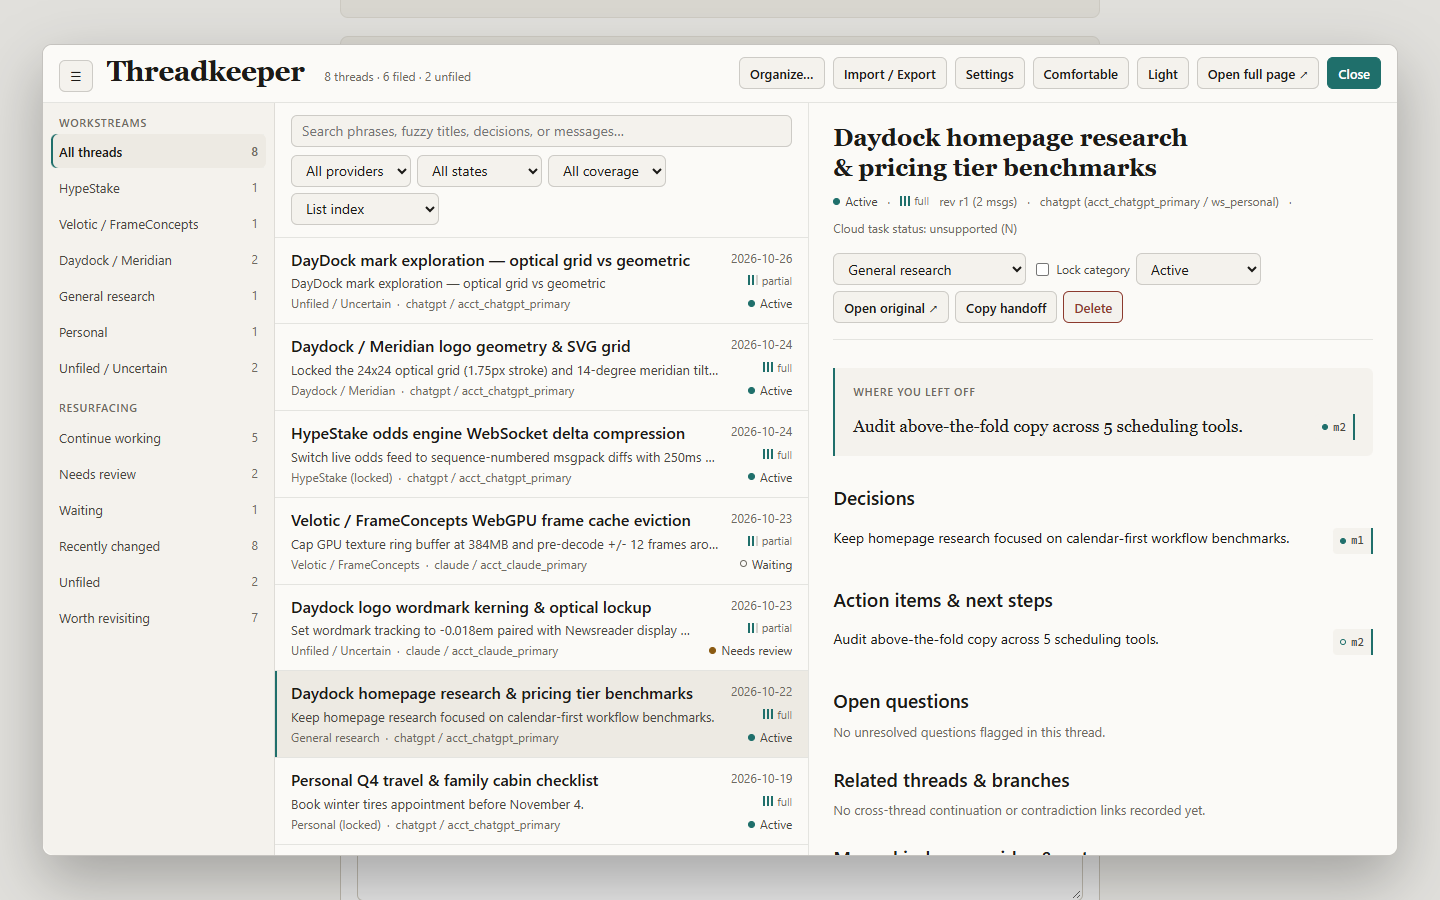 ☰
Threadkeeper
8 threads · 6 filed · 2 unfiled
Organize...
Import / Export
Settings
Comfortable
Light
Open full page ↗
Close
WORKSTREAMS
All threads 8
HypeStake 1
Velotic / FrameConcepts 1
Daydock / Meridian 2
General research 1
Personal 1
Unfiled / Uncertain 2
RESURFACING
Continue working 5
Needs review 2
Waiting 1
Recently changed 8
Unfiled 2
Worth revisiting 7
Search phrases, fuzzy titles, decisions, or messages...
All providers
All states
All coverage
List index
DayDock mark exploration — optical grid vs geometric 2026-10-26
DayDock mark exploration — optical grid vs geometric partial
Unfiled / Uncertain · chatgpt / acct_chatgpt_primary Active
Daydock / Meridian logo geometry & SVG grid 2026-10-24
Locked the 24x24 optical grid (1.75px stroke) and 14-degree meridian tilt... full
Daydock / Meridian · chatgpt / acct_chatgpt_primary Active
HypeStake odds engine WebSocket delta compression 2026-10-24
Switch live odds feed to sequence-numbered msgpack diffs with 250ms ... full
HypeStake (locked) · chatgpt / acct_chatgpt_primary Active
Velotic / FrameConcepts WebGPU frame cache eviction 2026-10-23
Cap GPU texture ring buffer at 384MB and pre-decode +/- 12 frames aro... partial
Velotic / FrameConcepts · claude / acct_claude_primary Waiting
Daydock logo wordmark kerning & optical lockup 2026-10-23
Set wordmark tracking to -0.018em paired with Newsreader display ... partial
Unfiled / Uncertain · claude / acct_claude_primary Needs review
Daydock homepage research & pricing tier benchmarks 2026-10-22
Keep homepage research focused on calendar-first workflow benchmarks. full
General research · chatgpt / acct_chatgpt_primary Active
Personal Q4 travel & family cabin checklist 2026-10-19
Book winter tires appointment before November 4. full
Personal (locked) · chatgpt / acct_chatgpt_primary Active
Daydock homepage research
& pricing tier benchmarks
Active · full rev r1 (2 msgs) · chatgpt (acct_chatgpt_primary / ws_personal) ·
Cloud task status: unsupported (N)
General research
Lock category
Active
Open original ↗
Copy handoff
Delete
WHERE YOU LEFT OFF
Audit above-the-fold copy across 5 scheduling tools. m2
Decisions
Keep homepage research focused on calendar-first workflow benchmarks. m1
Action items & next steps
Audit above-the-fold copy across 5 scheduling tools. m2
Open questions
No unresolved questions flagged in this thread.
Related threads & branches
No cross-thread continuation or contradiction links recorded yet.